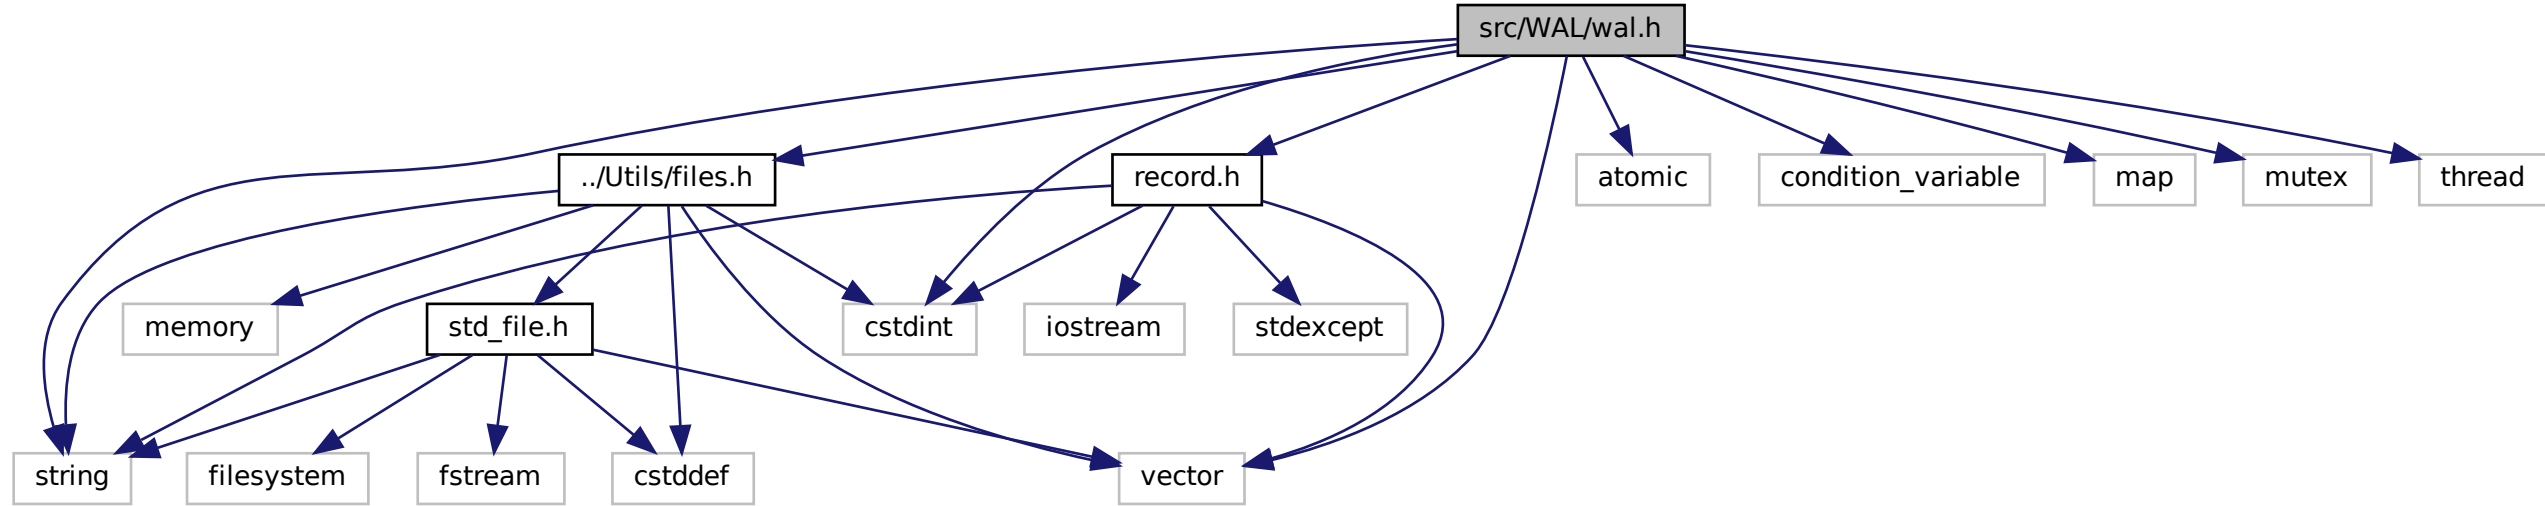 src/WAL/wal.h
../Utils/files.h
record.h
atomic
condition_variable
map
mutex
thread
memory
std_file.h
cstdint
iostream
stdexcept
string
filesystem
fstream
cstddef
vector